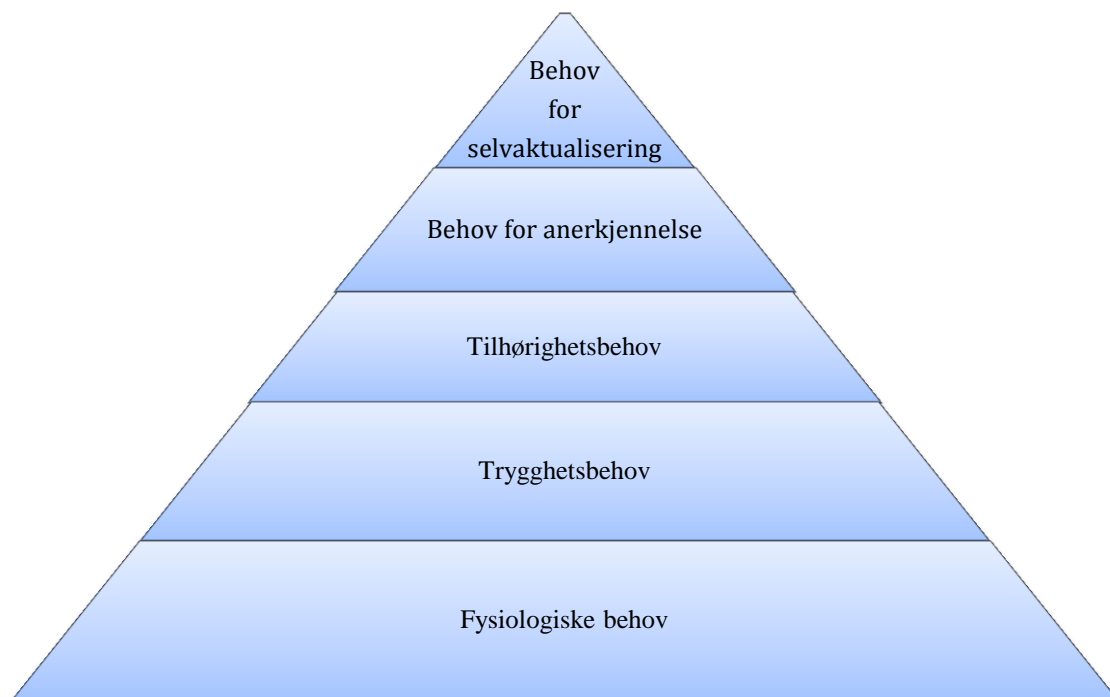 Behov
for
selvaktualisering
Behov for anerkjennelse
Tilhørighetsbehov
Trygghetsbehov
Fysiologiske behov